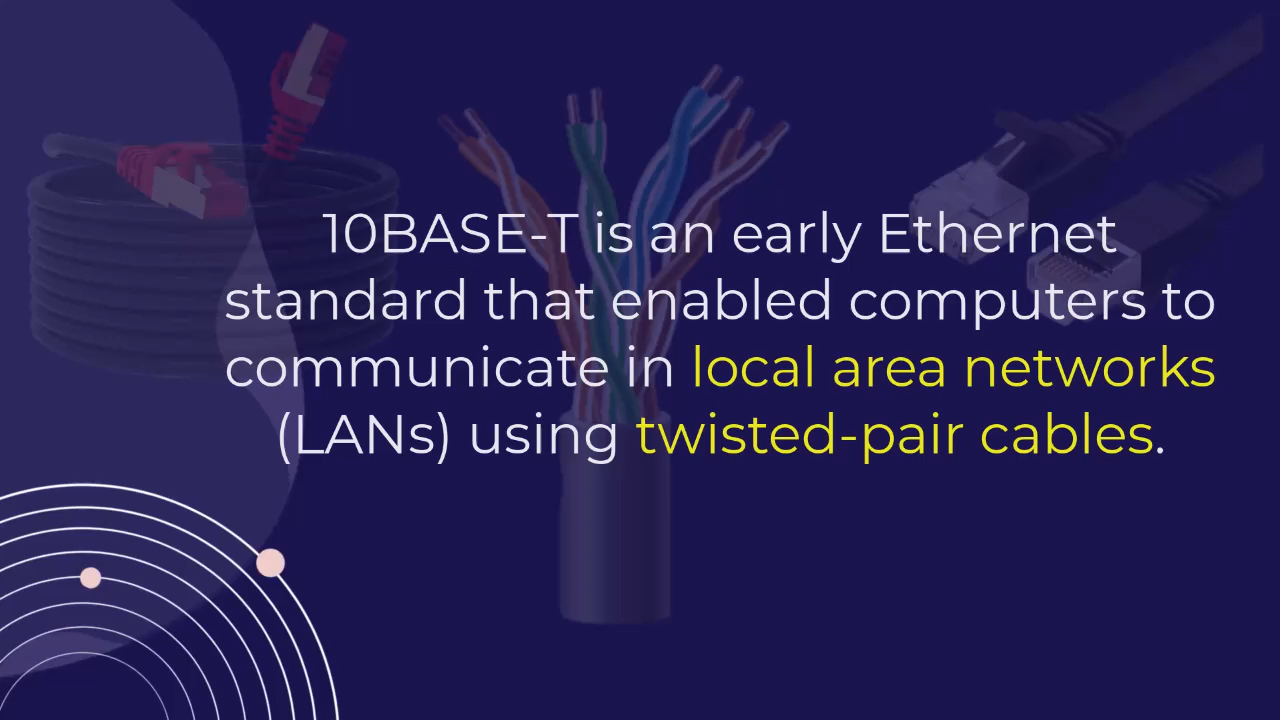 10BASE-T is an early Ethernet
standard that enabled computers to
communicate in local area networks
(LANs) using twisted-pair cables.